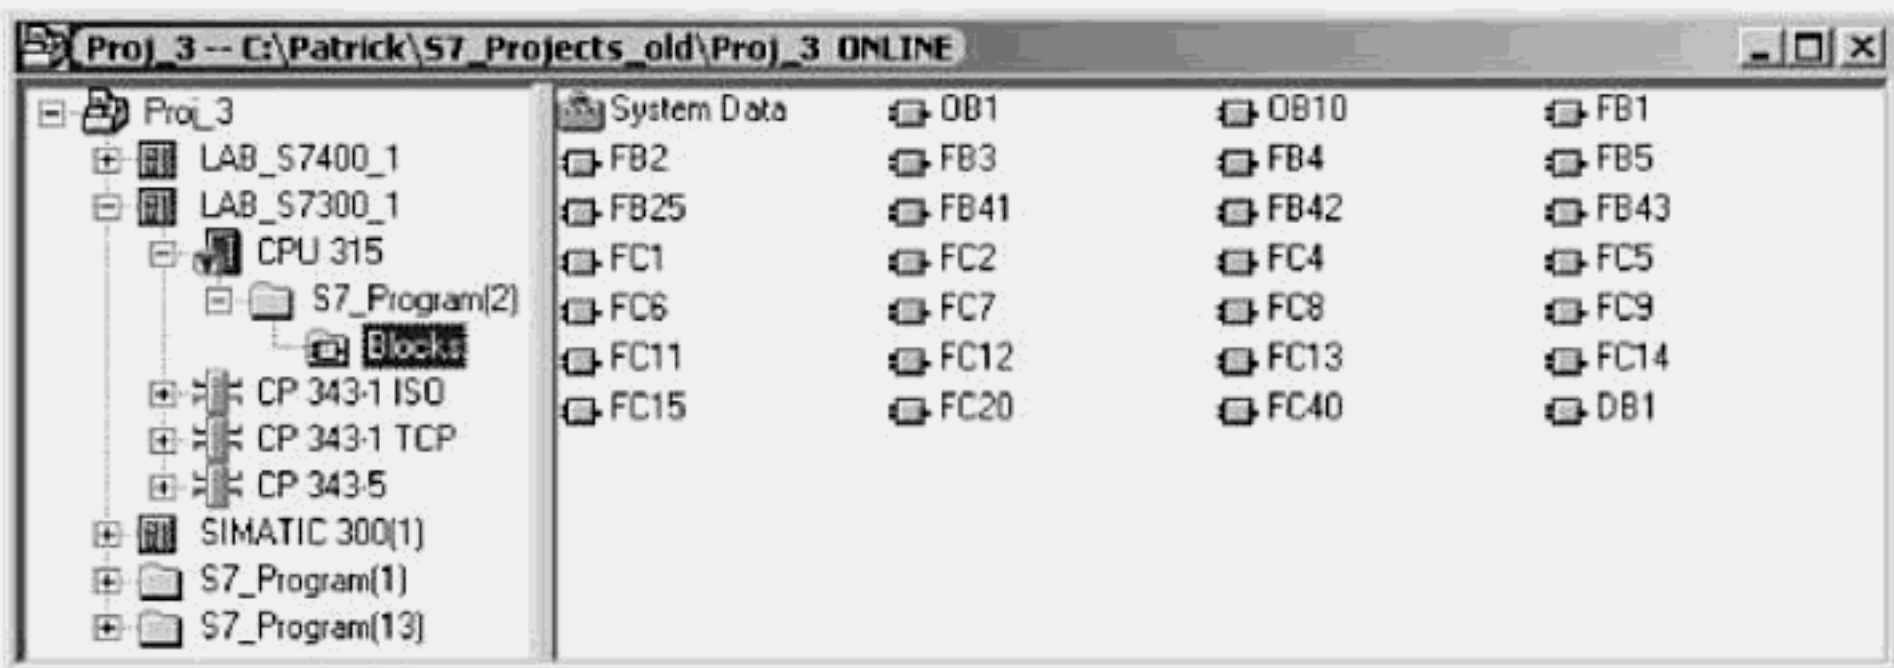 Proj_3 -- C:\Patrick\S7_Projects_old\Proj_3 ONLINE
Proj_3
LAB_S7400_1
LAB_S7300_1
CPU 315
S7_Program(2)
Blocks
CP 343-1 ISO
CP 343-1 TCP
CP 343-5
SIMATIC 300(1)
S7_Program(1)
S7_Program(13)
System Data OB1 OB10 FB1
FB2 FB3 FB4 FB5
FB25 FB41 FB42 FB43
FC1 FC2 FC4 FC5
FC6 FC7 FC8 FC9
FC11 FC12 FC13 FC14
FC15 FC20 FC40 DB1